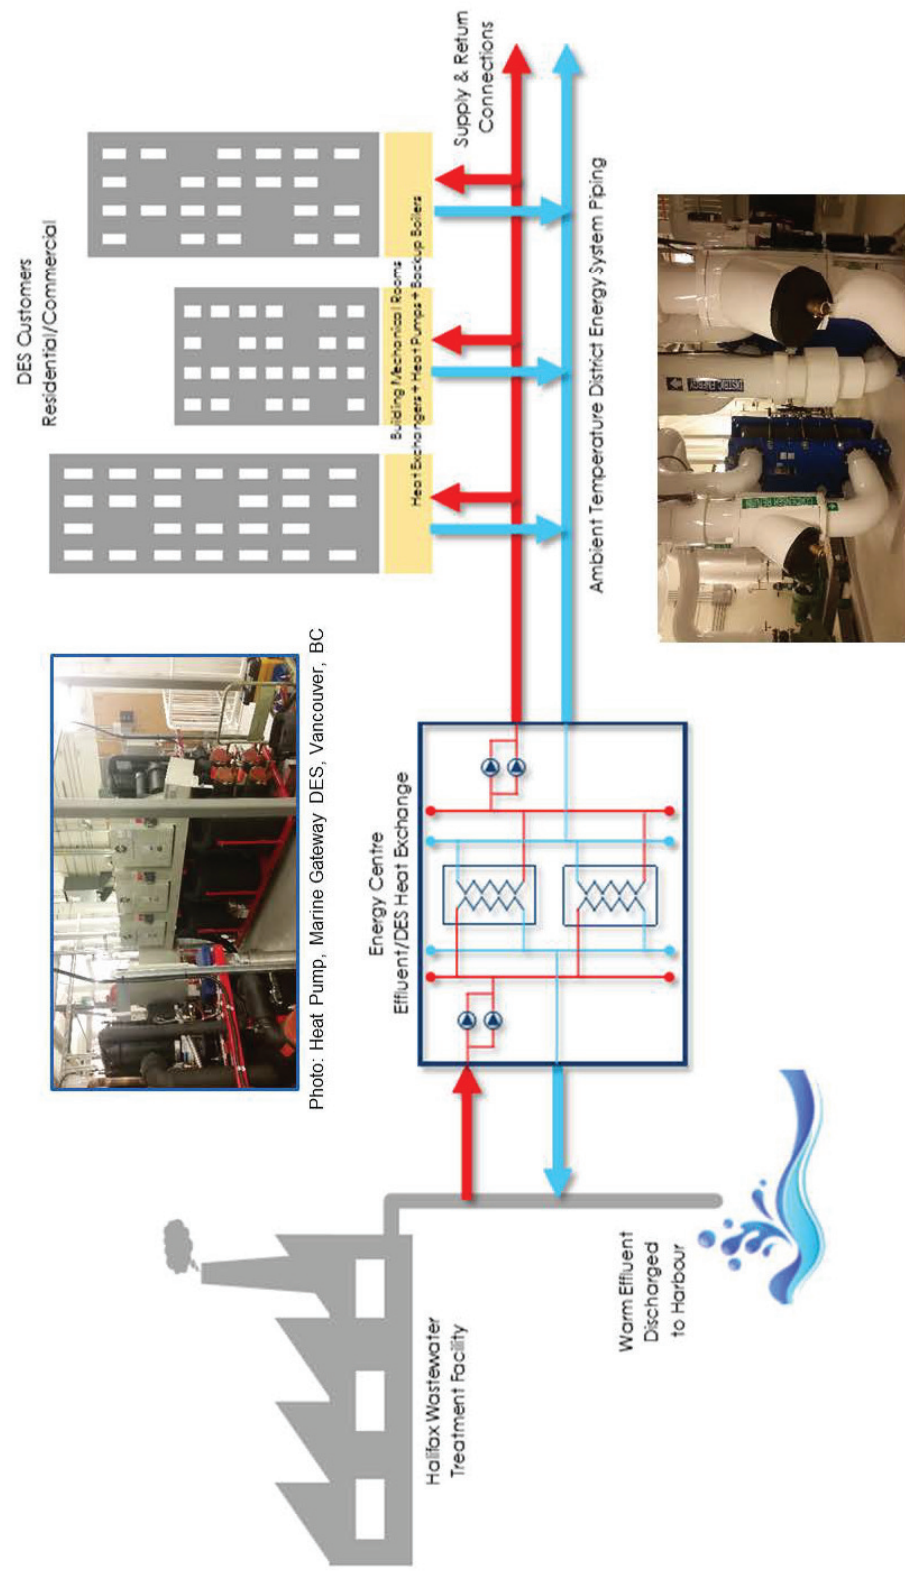 DES Customers
Residential/Commercial
Building Mechanical Rooms
Heat Exchangers + Heat Pumps + Backup Boilers
Supply & Return
Connections
Ambient Temperature District Energy System Piping
Photo: Heat Pump, Marine Gateway DES, Vancouver, BC
Energy Centre
Effluent/DES Heat Exchange
Halifax Wastewater
Treatment Facility
Warm Effluent
Discharged
to Harbour